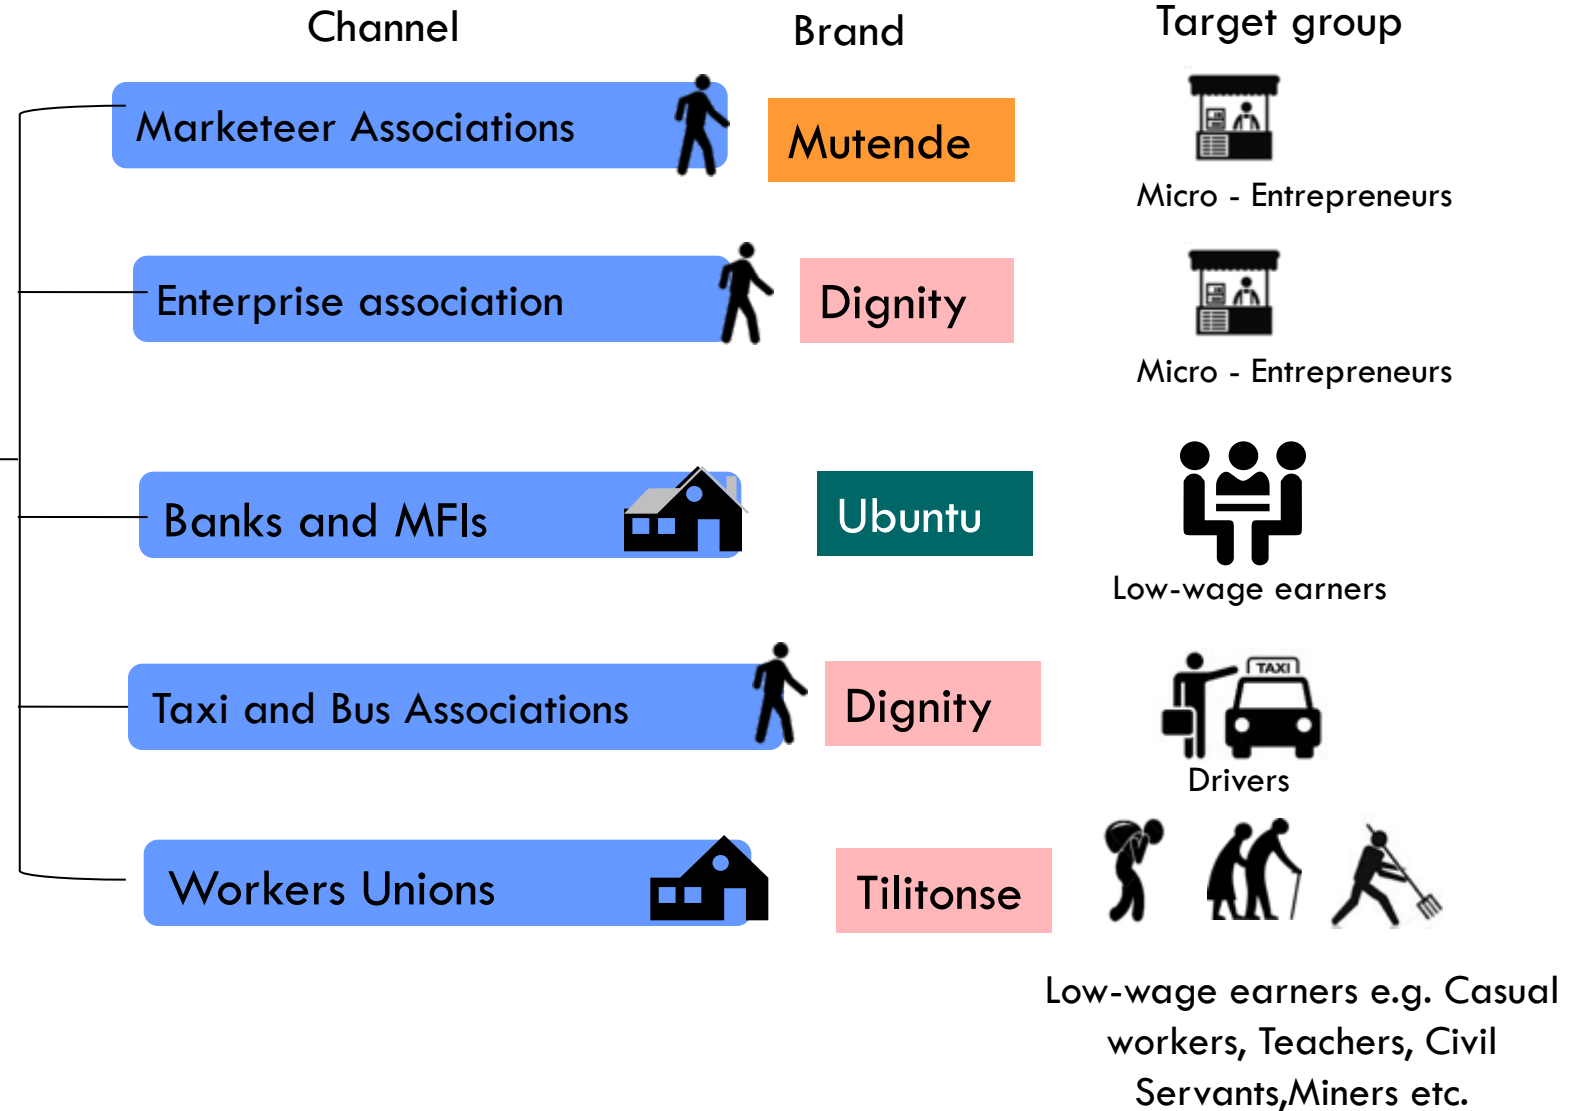 Channel
Brand
Target group
Marketeer Associations
Mutende
Micro - Entrepreneurs
Enterprise association
Dignity
Micro - Entrepreneurs
Banks and MFIs
Ubuntu
Low-wage earners
Taxi and Bus Associations
Dignity
TAXI
Drivers
Workers Unions
Tilitonse
Low-wage earners e.g. Casual
workers, Teachers, Civil
Servants,Miners etc.